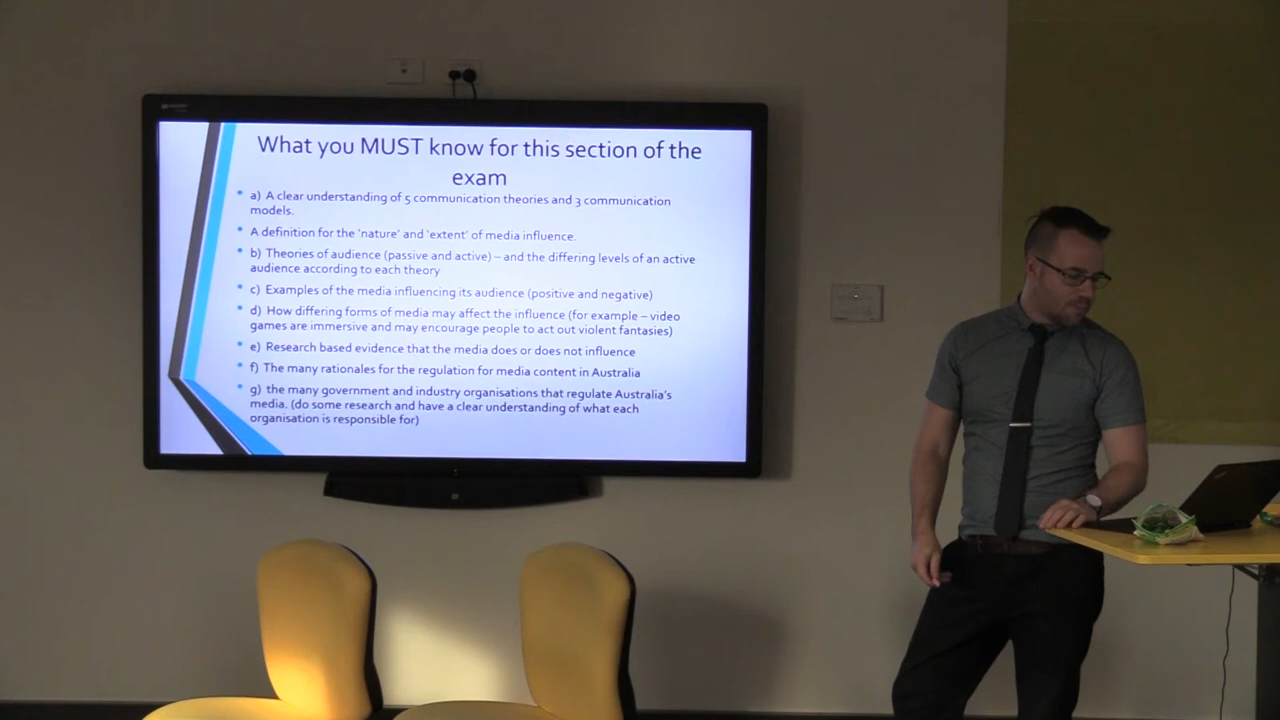 What you MUST know for this section of the
exam
a) A clear understanding of 5 communication theories and 3 communication
models.
A definition for the 'nature' and 'extent' of media influence.
b) Theories of audience (passive and active) – and the differing levels of an active
audience according to each theory
c) Examples of the media influencing its audience (positive and negative)
d) How differing forms of media may affect the influence (for example – video
games are immersive and may encourage people to act out violent fantasies)
e) Research based evidence that the media does or does not influence
f) The many rationales for the regulation for media content in Australia
g) the many government and industry organisations that regulate Australia's
media. (do some research and have a clear understanding of what each
organisation is responsible for)